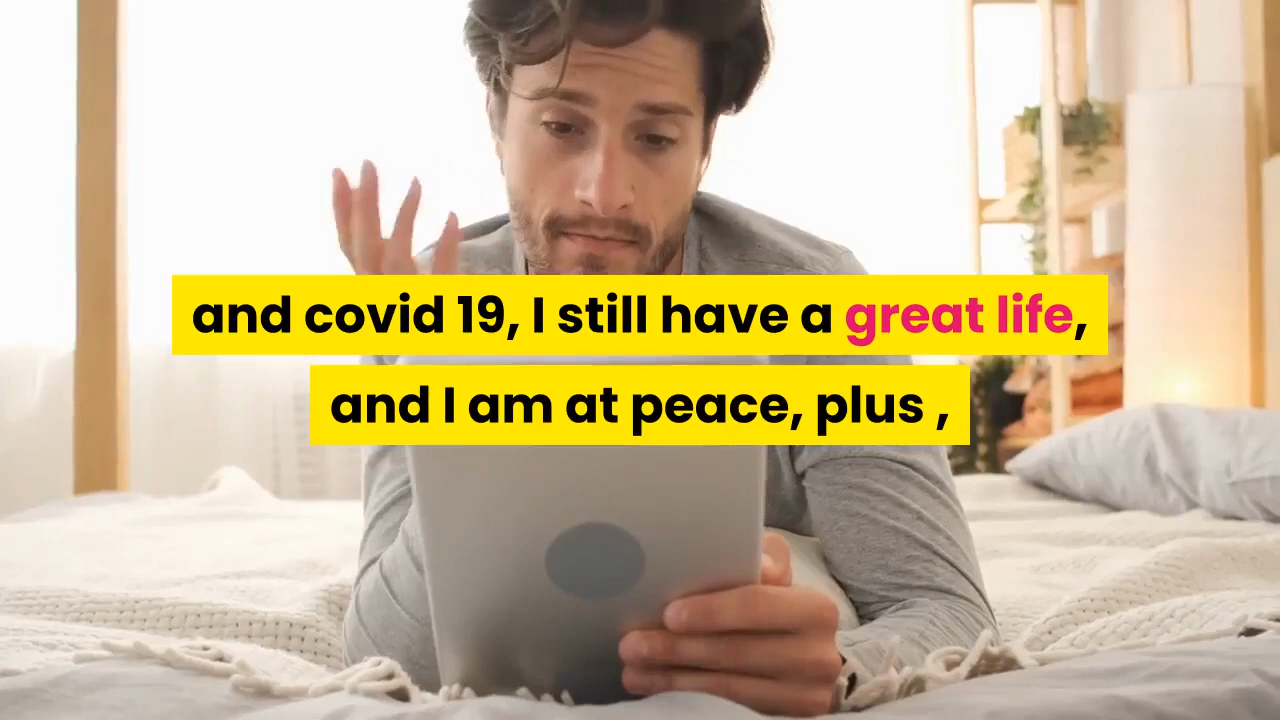 and covid 19, I still have a great life,
and I am at peace, plus ,